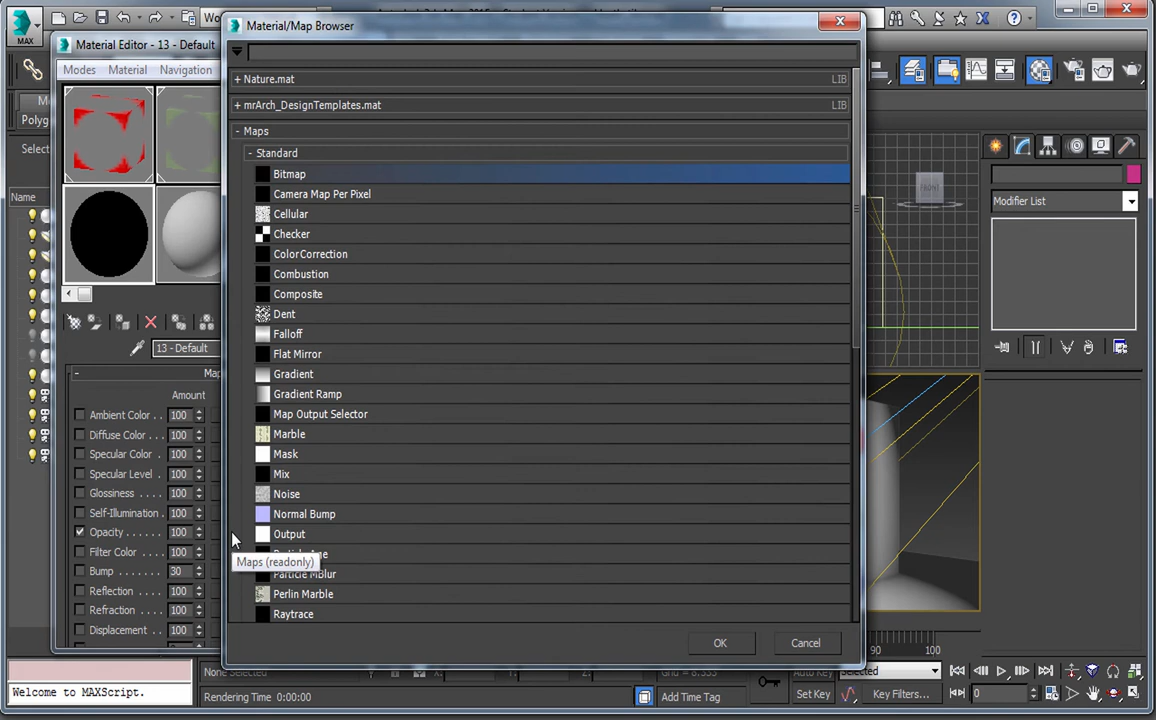 MAX
Material/Map Browser
Material Editor - 13 - Default
Modes
Material
Navigation
+ Nature.mat
LIB
+ mrArch_DesignTemplates.mat
LIB
- Maps
- Standard
Bitmap
Camera Map Per Pixel
Cellular
Checker
ColorCorrection
Combustion
Composite
Dent
Falloff
Flat Mirror
Gradient
Gradient Ramp
Map Output Selector
Marble
Mask
Mix
Noise
Normal Bump
Output
Maps (readonly)
Particle MBlur
Perlin Marble
Raytrace
OK
Cancel
Polyg
Select
Name
13 - Default
Amount
Ambient Color . . 100
Diffuse Color . . . 100
Specular Color . 100
Specular Level . 100
Glossiness . . . . 100
Self-Illumination . 100
Opacity . . . . . . 100
Filter Color . . . 100
Bump . . . . . . . 30
Reflection . . . . 100
Refraction . . . . 100
Displacement . . 100
FRONT
Modifier List
90
100
Welcome to MAXScript.
None Selected
Rendering Time 0:00:00
Add Time Tag
Auto Key
Selected
Set Key
Key Filters...
0